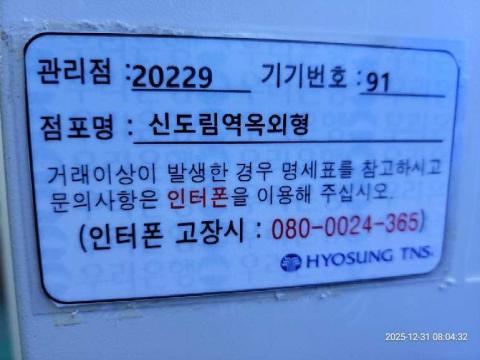 관리점 : 20229 기기번호 : 91
점포명 : 신도림역옥외형
거래이상이 발생한 경우 명세표를 참고하시고
문의사항은 인터폰을 이용해 주십시오.
(인터폰 고장시 : 080-0024-365)
HYOSUNG TNS
2025-12-31 08:04:32